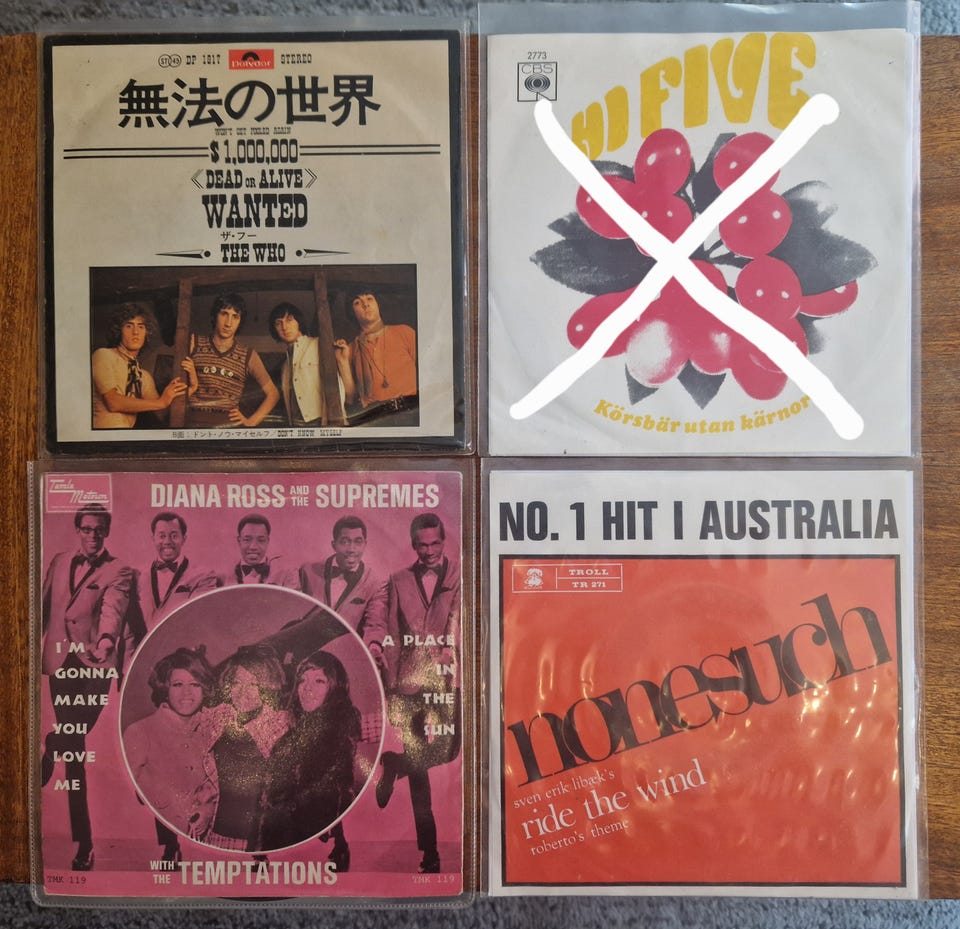 ST45 DP 1817 Polydor STEREO
無法の世界
WON'T GET FOOLED AGAIN
$1,000,000
《DEAD OR ALIVE》
WANTED
ザ・フー
THE WHO
B面：ドント・ノウ・マイセルフ/DON'T KNOW MYSELF
2773
CBS
HI FIVE
Körsbär utan kärnor
Tamla
Motown
DIANA ROSS AND THE SUPREMES
I'M
GONNA
MAKE
YOU
LOVE
ME
A PLACE
IN
THE
SUN
WITH THE TEMPTATIONS
TMK 119
TMK 119
NO. 1 HIT I AUSTRALIA
TROLL
TR 271
nonesuch
sven erik libæk's
ride the wind
roberto's theme